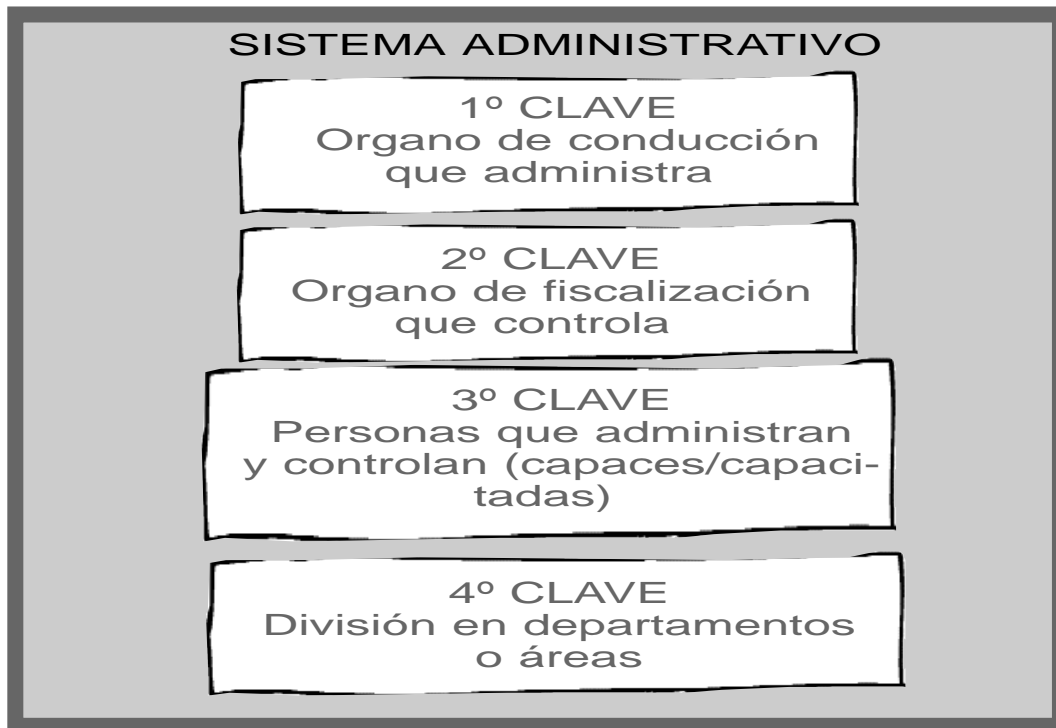 SISTEMA ADMINISTRATIVO
1º CLAVE
Organo de conducción
que administra
2º CLAVE
Organo de fiscalización
que controla
3º CLAVE
Personas que administran
y controlan (capaces/capaci-
tadas)
4º CLAVE
División en departamentos
o áreas